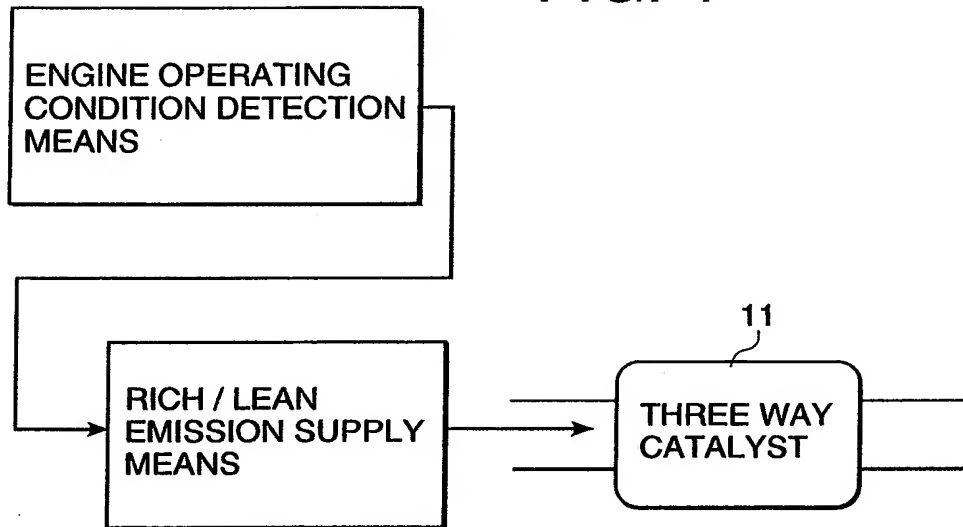 ENGINE OPERATING
CONDITION DETECTION
MEANS
11
RICH / LEAN
EMISSION SUPPLY
MEANS
THREE WAY
CATALYST